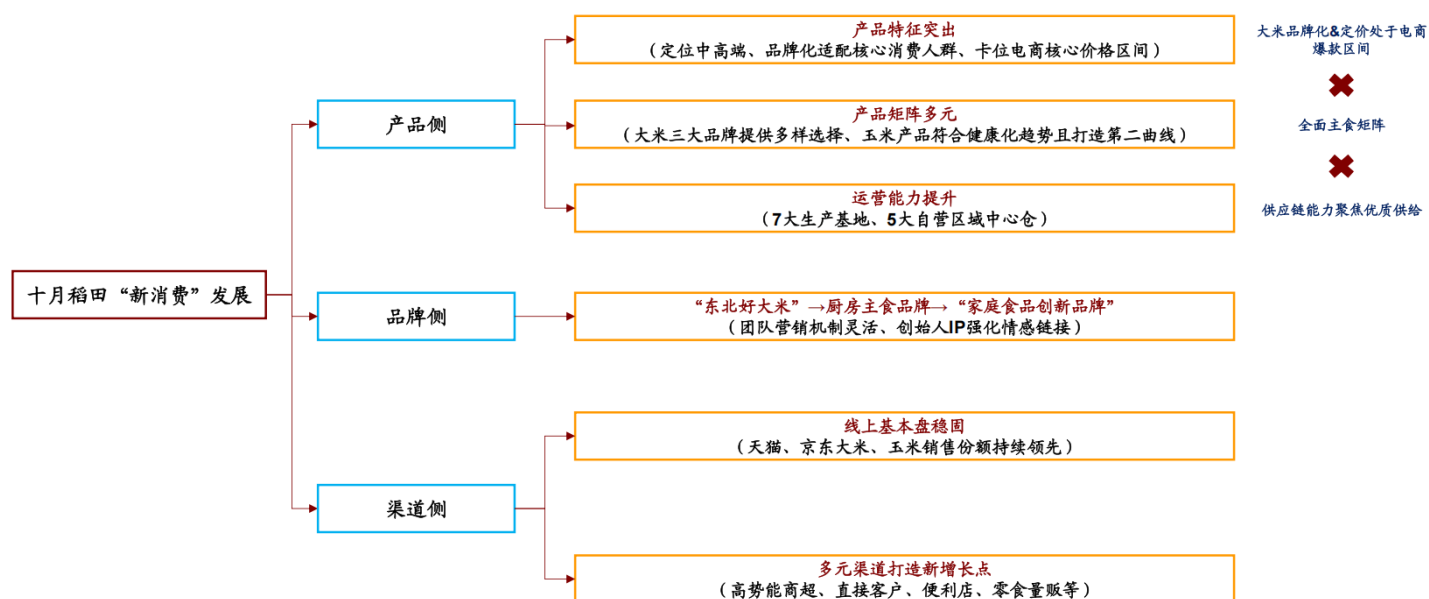 产品特征突出
（定位中高端、品牌化适配核心消费人群、卡位电商核心价格区间）
大米品牌化&定价处于电商
爆款区间
产品侧
产品矩阵多元
（大米三大品牌提供多样选择、玉米产品符合健康化趋势且打造第二曲线）
全面主食矩阵
运营能力提升
（7大生产基地、5大自营区域中心仓）
供应链能力聚焦优质供给
十月稻田“新消费”发展
品牌侧
“东北好大米”→厨房主食品牌→“家庭食品创新品牌”
（团队营销机制灵活、创始人IP强化情感链接）
线上基本盘稳固
（天猫、京东大米、玉米销售份额持续领先）
渠道侧
多元渠道打造新增长点
（高势能商超、直接客户、便利店、零食量贩等）